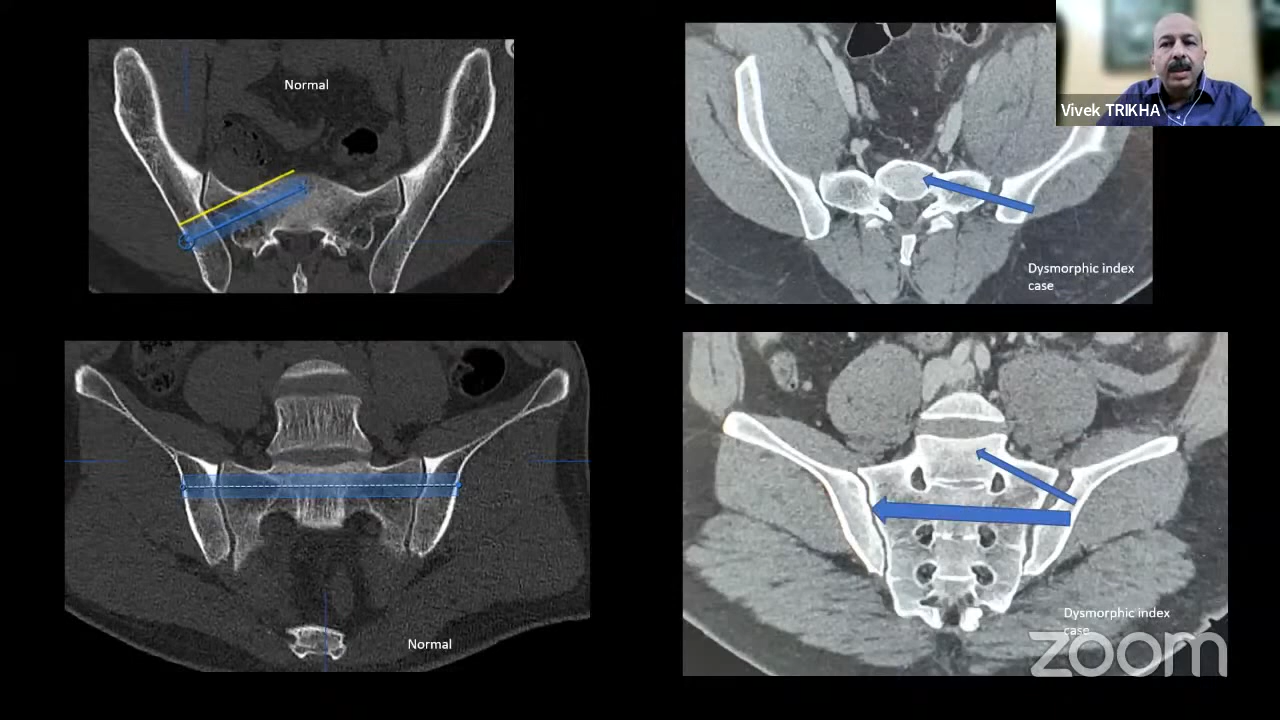 Normal
Vivek TRIKHA
Dysmorphic index
case
Normal
Dysmorphic index
case
zoom